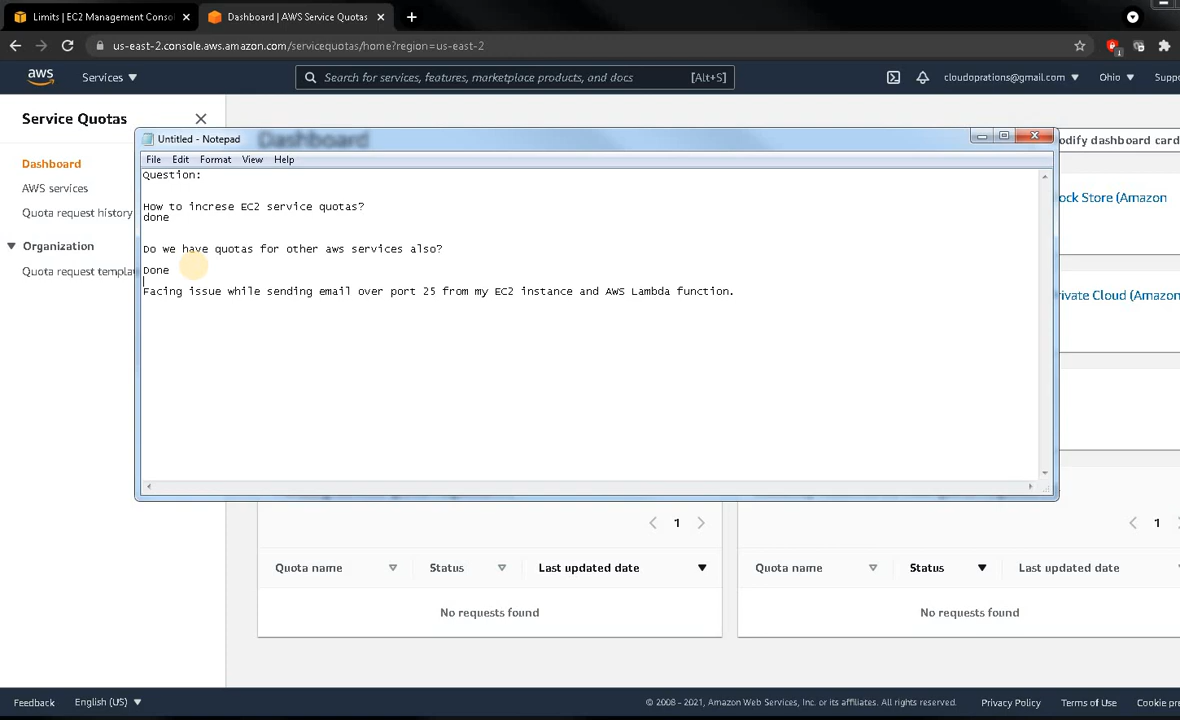 Limits | EC2 Management Consol
Dashboard | AWS Service Quotas
us-east-2.console.aws.amazon.com/servicequotas/home?region=us-east-2
aws
Services
Search for services, features, marketplace products, and docs
[Alt+S]
cloudoprations@gmail.com
Ohio
Suppo
Service Quotas
Dashboard
AWS services
Quota request history
Organization
Quota request templa
Dashboard
odify dashboard card
ock Store (Amazon
rivate Cloud (Amazon
Untitled - Notepad
File Edit Format View Help
Question:
How to increse EC2 service quotas?
done
Do we have quotas for other aws services also?
Done
Facing issue while sending email over port 25 from my EC2 instance and AWS Lambda function.
1
1
Quota name
Status
Last updated date
No requests found
Quota name
Status
Last updated date
No requests found
Feedback
English (US)
© 2008 - 2021, Amazon Web Services, Inc. or its affiliates. All rights reserved.
Privacy Policy
Terms of Use
Cookie pre